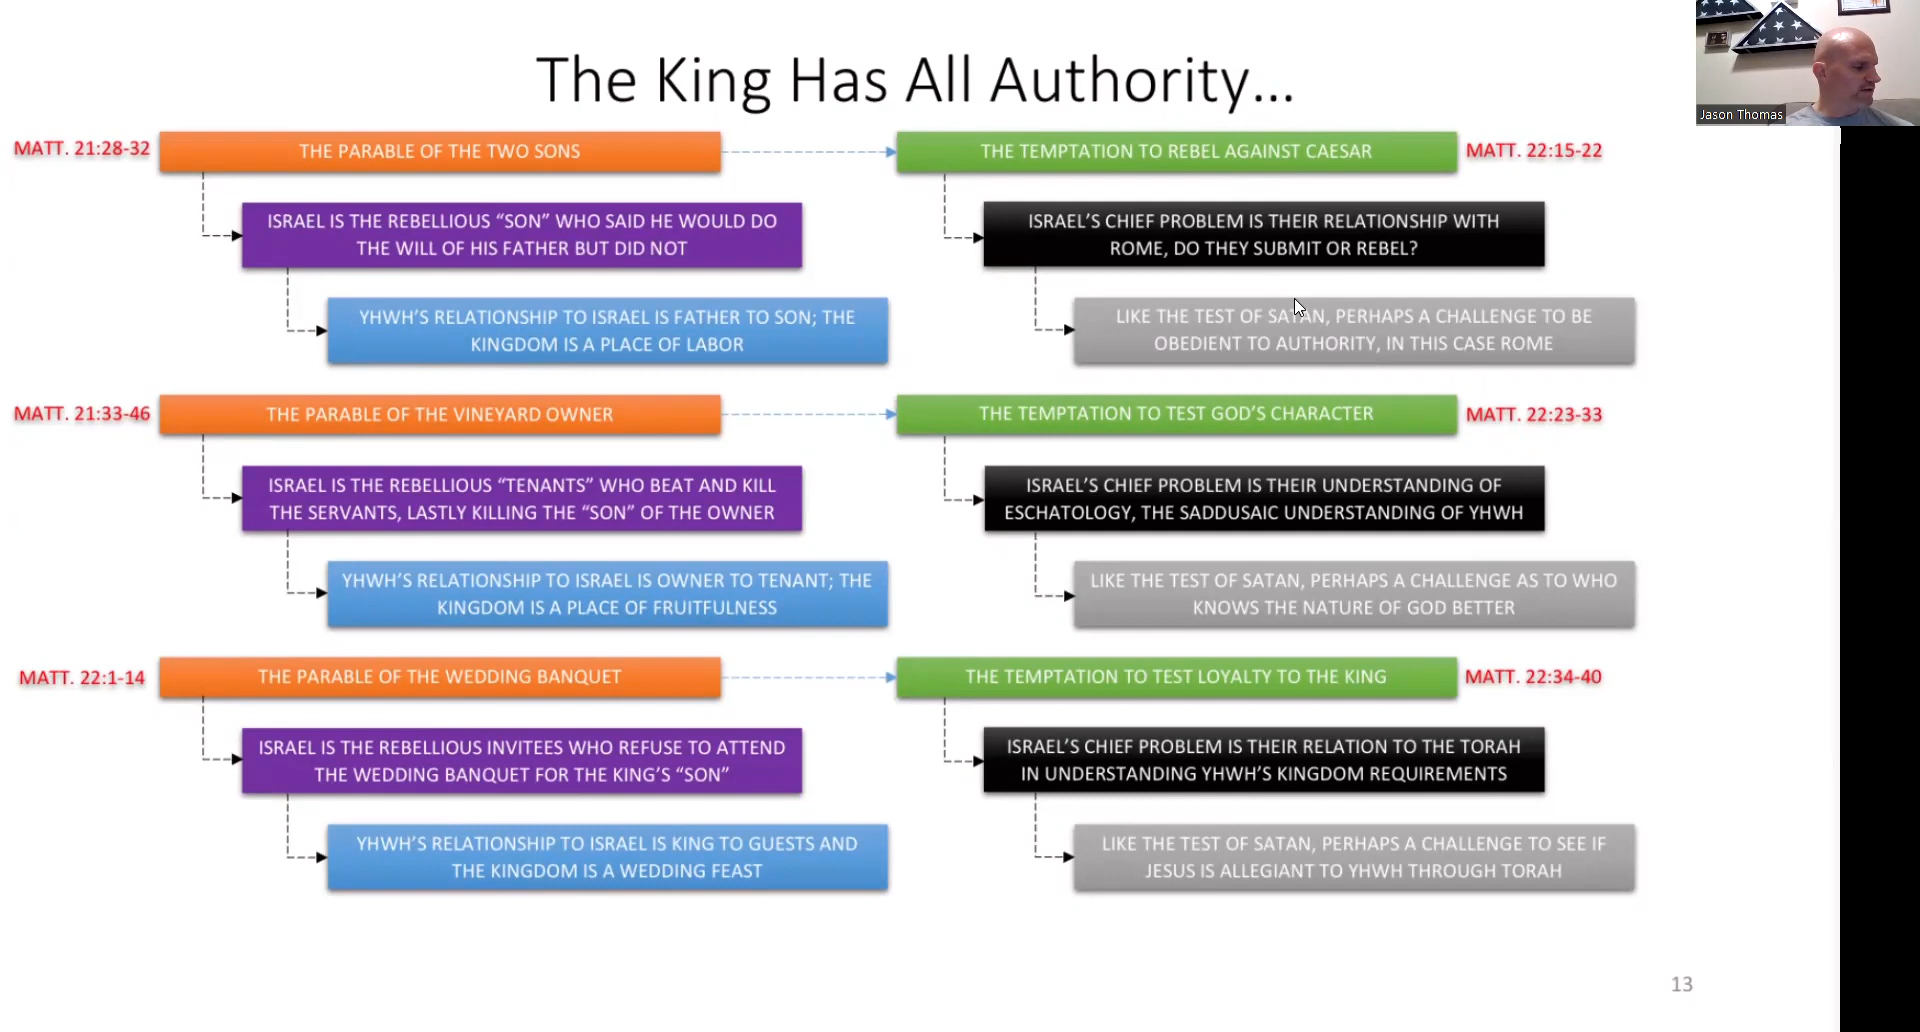 The King Has All Authority...
Jason Thomas
MATT. 21:28-32
THE PARABLE OF THE TWO SONS
THE TEMPTATION TO REBEL AGAINST CAESAR
MATT. 22:15-22
ISRAEL IS THE REBELLIOUS “SON” WHO SAID HE WOULD DO
THE WILL OF HIS FATHER BUT DID NOT
ISRAEL’S CHIEF PROBLEM IS THEIR RELATIONSHIP WITH
ROME, DO THEY SUBMIT OR REBEL?
YHWH’S RELATIONSHIP TO ISRAEL IS FATHER TO SON; THE
KINGDOM IS A PLACE OF LABOR
LIKE THE TEST OF SATAN, PERHAPS A CHALLENGE TO BE
OBEDIENT TO AUTHORITY, IN THIS CASE ROME
MATT. 21:33-46
THE PARABLE OF THE VINEYARD OWNER
THE TEMPTATION TO TEST GOD’S CHARACTER
MATT. 22:23-33
ISRAEL IS THE REBELLIOUS “TENANTS” WHO BEAT AND KILL
THE SERVANTS, LASTLY KILLING THE “SON” OF THE OWNER
ISRAEL’S CHIEF PROBLEM IS THEIR UNDERSTANDING OF
ESCHATOLOGY, THE SADDUSAIC UNDERSTANDING OF YHWH
YHWH’S RELATIONSHIP TO ISRAEL IS OWNER TO TENANT; THE
KINGDOM IS A PLACE OF FRUITFULNESS
LIKE THE TEST OF SATAN, PERHAPS A CHALLENGE AS TO WHO
KNOWS THE NATURE OF GOD BETTER
MATT. 22:1-14
THE PARABLE OF THE WEDDING BANQUET
THE TEMPTATION TO TEST LOYALTY TO THE KING
MATT. 22:34-40
ISRAEL IS THE REBELLIOUS INVITEES WHO REFUSE TO ATTEND
THE WEDDING BANQUET FOR THE KING’S “SON”
ISRAEL’S CHIEF PROBLEM IS THEIR RELATION TO THE TORAH
IN UNDERSTANDING YHWH’S KINGDOM REQUIREMENTS
YHWH’S RELATIONSHIP TO ISRAEL IS KING TO GUESTS AND
THE KINGDOM IS A WEDDING FEAST
LIKE THE TEST OF SATAN, PERHAPS A CHALLENGE TO SEE IF
JESUS IS ALLEGIANT TO YHWH THROUGH TORAH
13